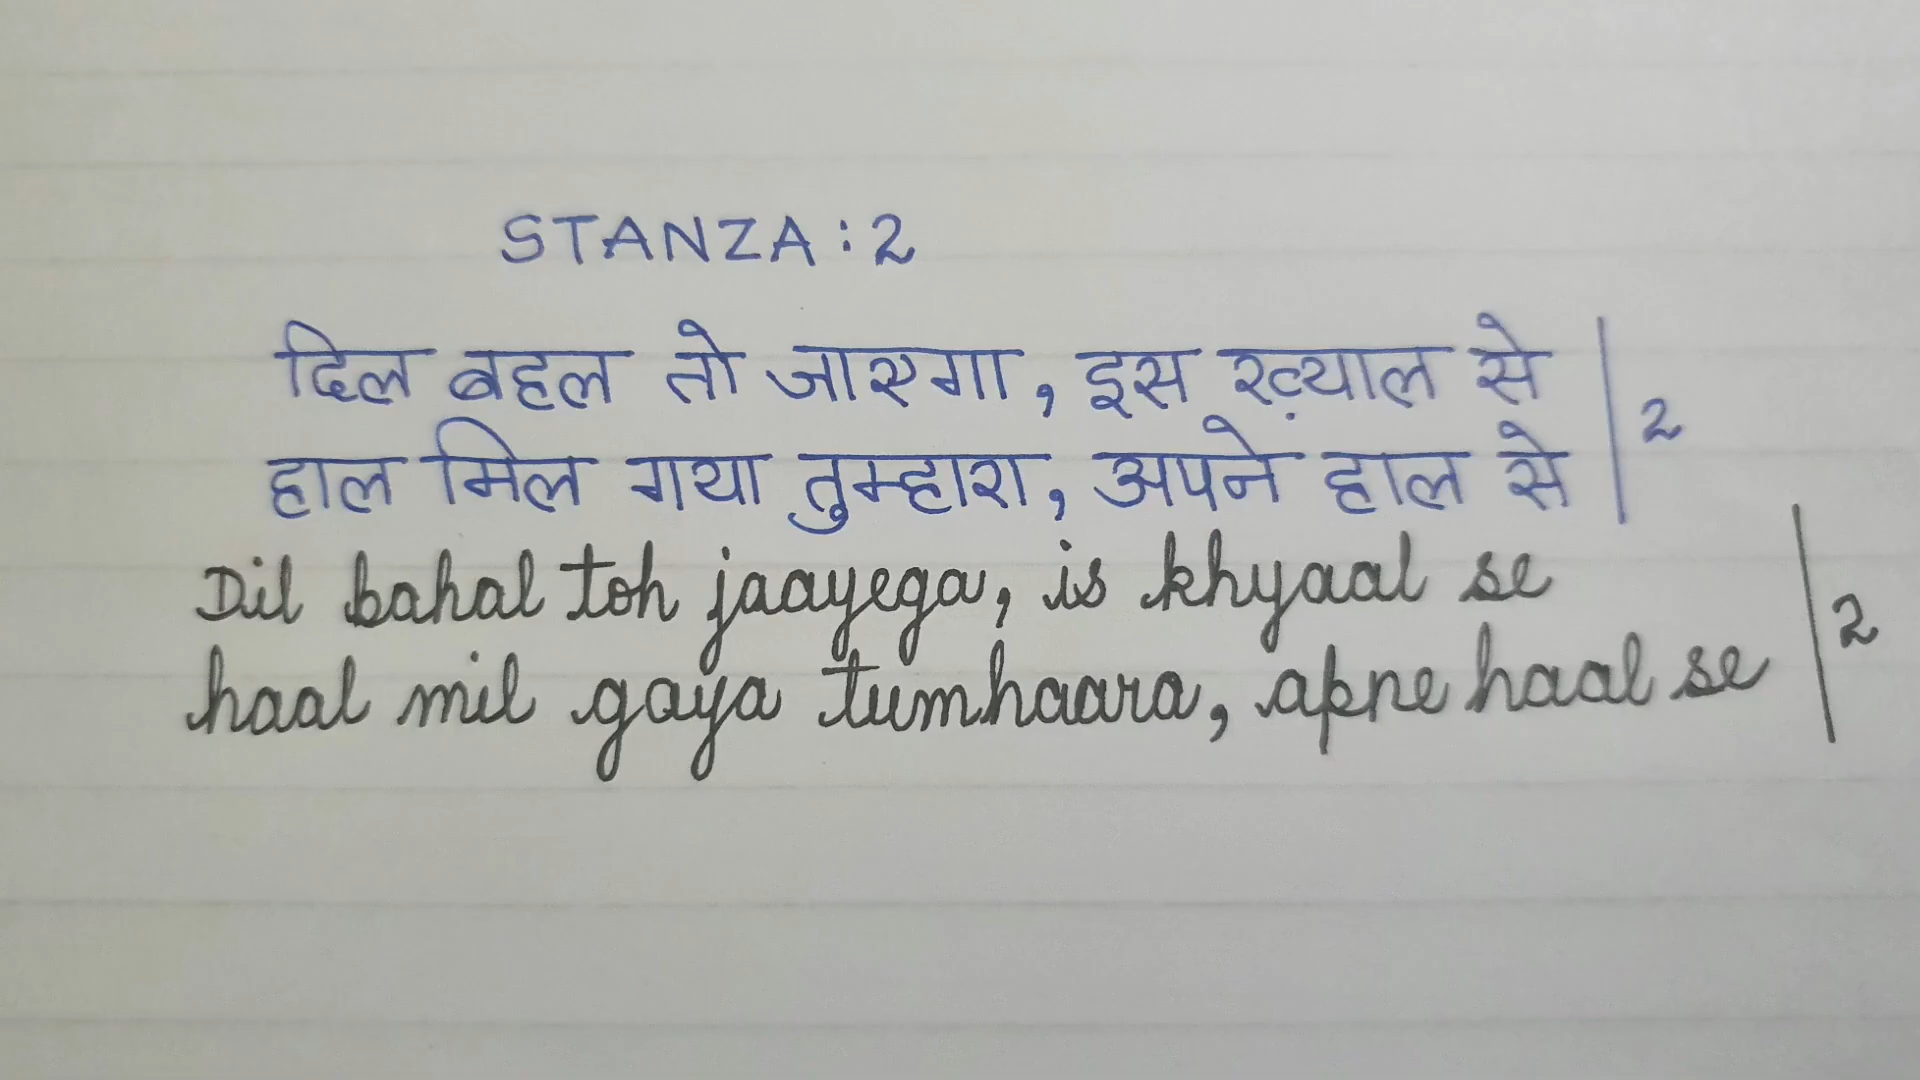 STANZA : 2
दिल बहल तो जाएगा, इस ख़्याल से
हाल मिल गया तुम्हारा, अपने हाल से | 2
Dil bahal toh jaayega, is khyaal se
haal mil gaya tumhaara, apne haal se | 2